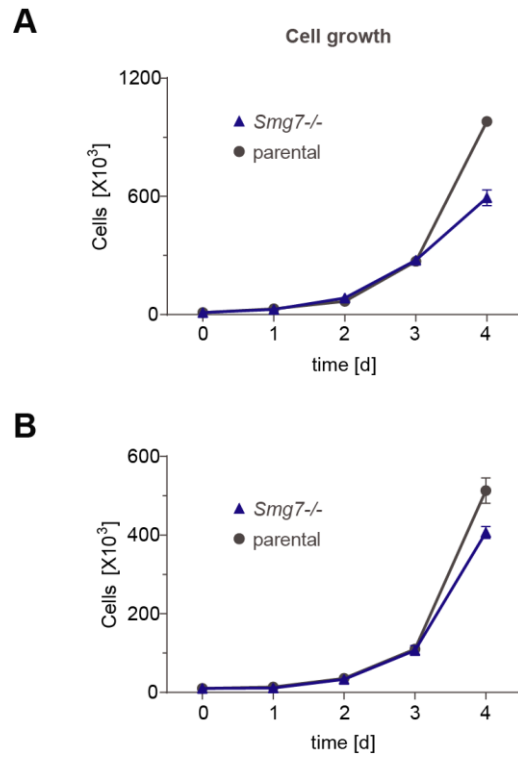 A
Cell growth
1200
600
0
Cells [X10³]
Smg7-/-
parental
0 1 2 3 4
time [d]
B
600
400
200
0
Cells [X10³]
Smg7-/-
parental
0 1 2 3 4
time [d]